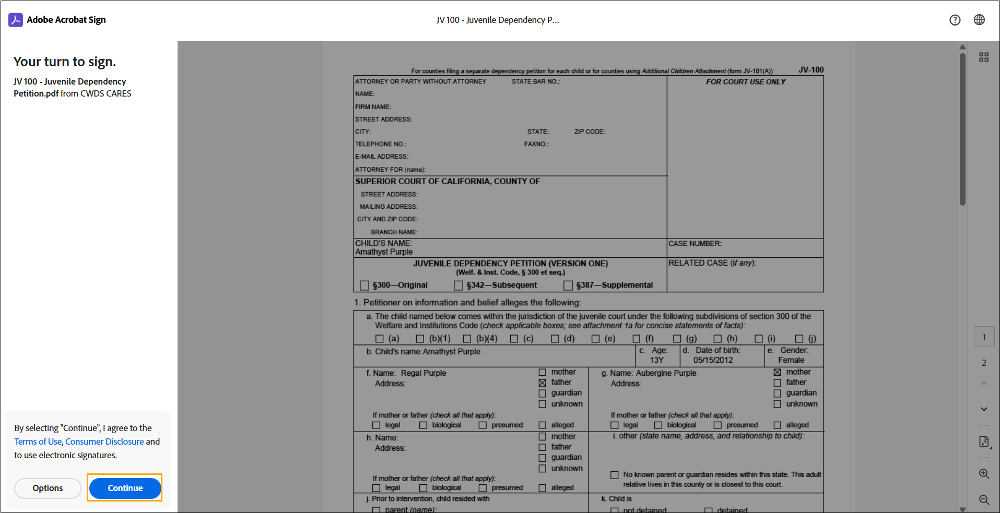 Adobe Acrobat Sign
JV 100 - Juvenile Dependency P...
Your turn to sign.
JV 100 - Juvenile Dependency
Petition.pdf from CWDS CARES
For counties filing a separate dependency petition for each child or for counties using Additional Children Attachment (form JV-101(A)) JV-100
ATTORNEY OR PARTY WITHOUT ATTORNEY STATE BAR NO.: FOR COURT USE ONLY
NAME:
FIRM NAME:
STREET ADDRESS:
CITY: STATE: ZIP CODE:
TELEPHONE NO.: FAXNO.:
E-MAIL ADDRESS:
ATTORNEY FOR (name):
SUPERIOR COURT OF CALIFORNIA, COUNTY OF
STREET ADDRESS:
MAILING ADDRESS:
CITY AND ZIP CODE:
BRANCH NAME:
CHILD'S NAME: CASE NUMBER:
Amathyst Purple
JUVENILE DEPENDENCY PETITION (VERSION ONE) RELATED CASE (if any):
(Welf. & Inst. Code, § 300 et seq.)
§300—Original §342—Subsequent §387—Supplemental
1. Petitioner on information and belief alleges the following:
a. The child named below comes within the jurisdiction of the juvenile court under the following subdivisions of section 300 of the
Welfare and Institutions Code (check applicable boxes; see attachment 1a for concise statements of facts):
(a) (b)(1) (b)(4) (c) (d) (e) (f) (g) (h) (i) (j)
b. Child's name:Amathyst Purple c. Age: d. Date of birth: e. Gender:
13Y 05/15/2012 Female
f. Name: Regal Purple mother g. Name: Aubergine Purple mother
Address: father Address: father
guardian guardian
unknown unknown
If mother or father (check all that apply): If mother or father (check all that apply):
legal biological presumed alleged legal biological presumed alleged
h. Name: mother i. other (state name, address, and relationship to child):
Address: father
guardian
unknown No known parent or guardian resides within this state. This adult
relative lives in this county or is closest to this court.
If mother or father (check all that apply):
legal biological presumed alleged
j. Prior to intervention, child resided with k. Child is
parent (name): not detained detained
1
2
By selecting "Continue", I agree to the
Terms of Use, Consumer Disclosure and
to use electronic signatures.
Options Continue